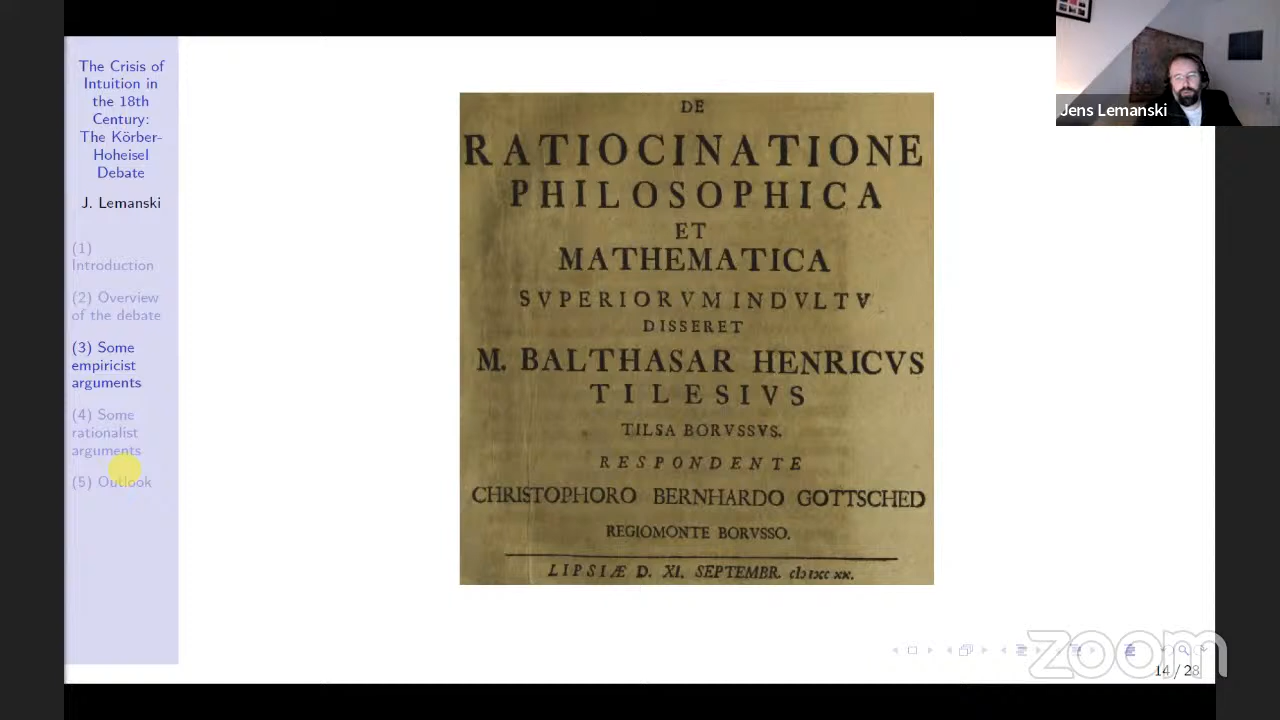 The Crisis of
Intuition in
the 18th
Century:
The Körber-
Hoheisel
Debate
J. Lemanski
(1)
Introduction
(2) Overview
of the debate
(3) Some
empiricist
arguments
(4) Some
rationalist
arguments
(5) Outlook
DE
RATIOCINATIONE
PHILOSOPHICA
ET
MATHEMATICA
SVPERIORVM INDVLTV
DISSERET
M. BALTHASAR HENRICVS
TILESIVS
TILSA BORVSSVS.
RESPONDENTE
CHRISTOPHORO BERNHARDO GOTTSCHED
REGIOMONTE BORVSSO.
LIPSIÆ D. XI. SEPTEMBR.
Jens Lemanski
zoom
14 / 28